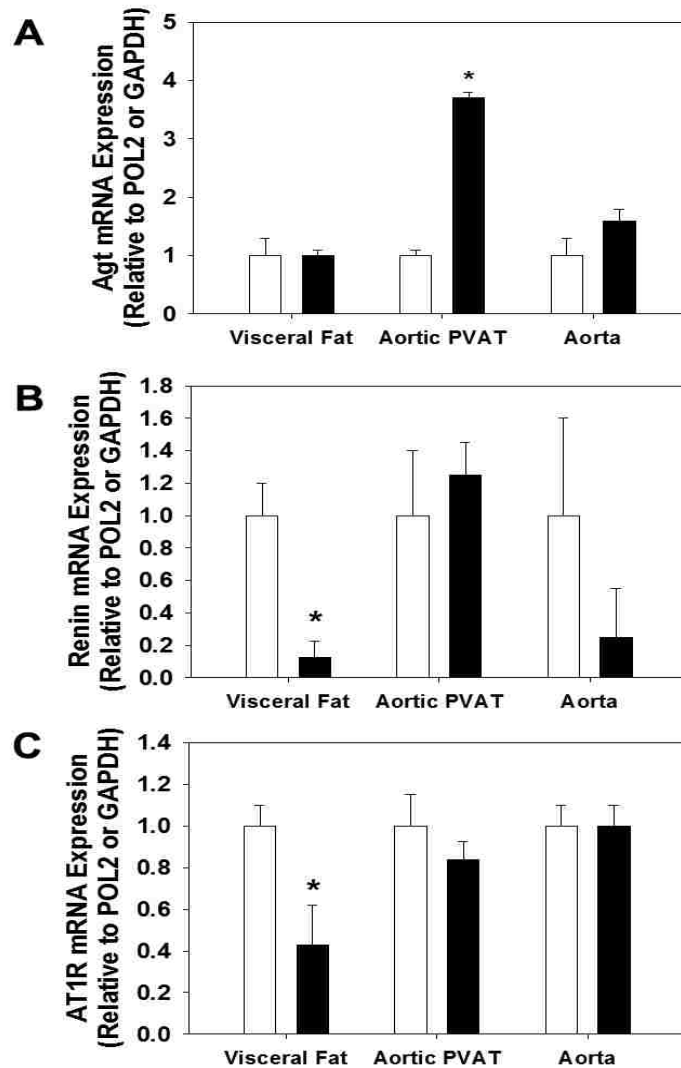 A
Agt mRNA Expression
(Relative to POL2 or GAPDH)
5
4
3
2
1
0
*
Visceral Fat Aortic PVAT Aorta
B
Renin mRNA Expression
(Relative to POL2 or GAPDH)
1.8
1.6
1.4
1.2
1.0
0.8
0.6
0.4
0.2
0.0
*
Visceral Fat Aortic PVAT Aorta
C
AT1R mRNA Expression
(Relative to POL2 or GAPDH)
1.4
1.2
1.0
0.8
0.6
0.4
0.2
0.0
*
Visceral Fat Aortic PVAT Aorta